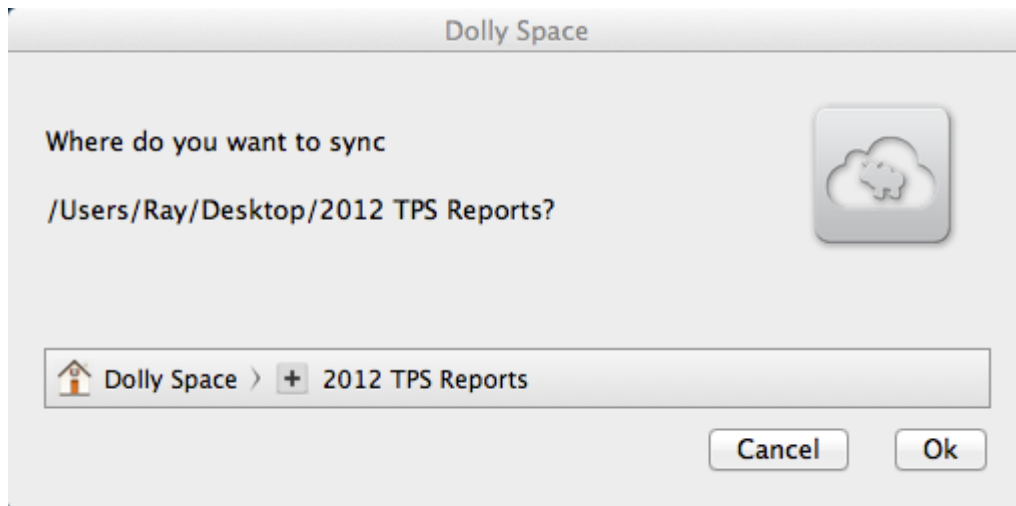 Dolly Space
Where do you want to sync
/Users/Ray/Desktop/2012 TPS Reports?
Dolly Space 〉 + 2012 TPS Reports
Cancel Ok